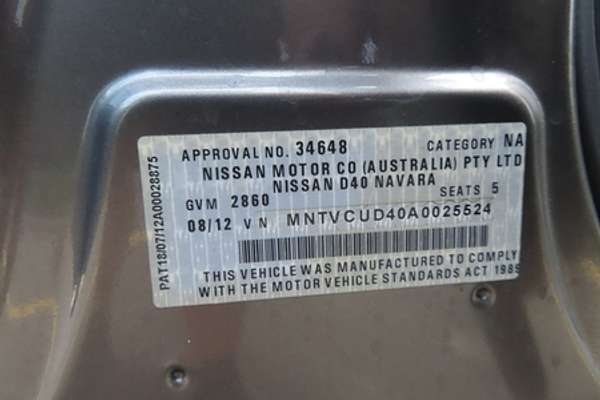 APPROVAL NO. 34648 CATEGORY NA
NISSAN MOTOR CO (AUSTRALIA) PTY LTD
NISSAN D40 NAVARA
GVM 2860 SEATS 5
08/12 V N MNTVCUD40A0025524
THIS VEHICLE WAS MANUFACTURED TO COMPLY
WITH THE MOTOR VEHICLE STANDARDS ACT 1989
PAT18/07/12A00028875